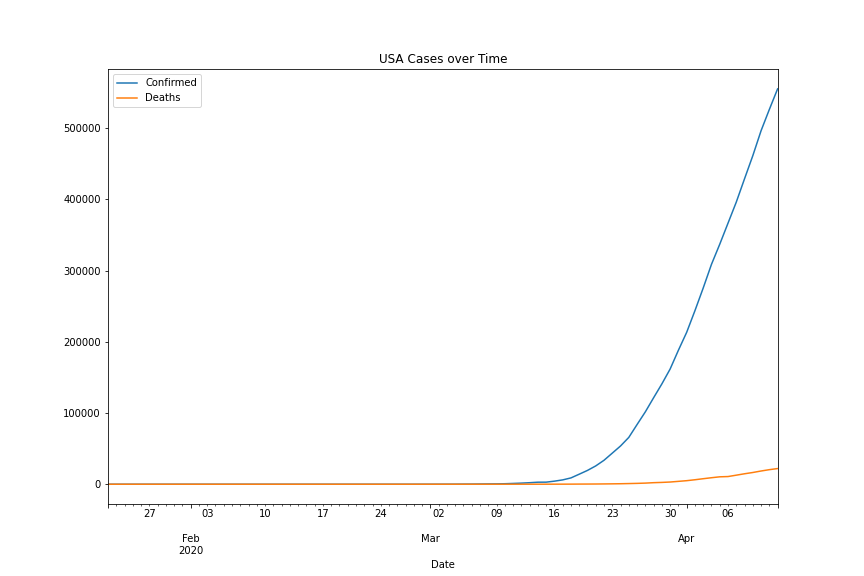 USA Cases over Time
Confirmed
Deaths
500000
400000
300000
200000
100000
0
27 03 10 17 24 02 09 16 23 30 06
Feb Mar Apr
2020
Date